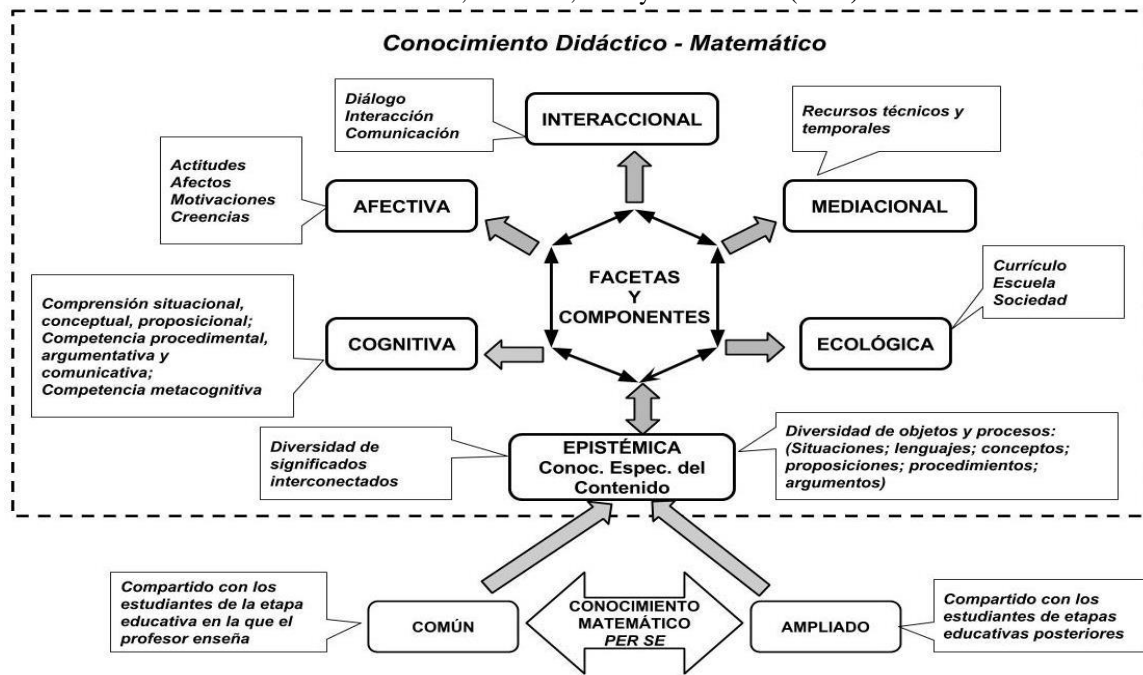 Conocimiento Didáctico - Matemático
Diálogo
Interacción
Comunicación
INTERACCIONAL
Recursos técnicos y
temporales
Actitudes
Afectos
Motivaciones
Creencias
AFECTIVA
MEDIACIONAL
FACETAS
Y
COMPONENTES
Currículo
Escuela
Sociedad
Comprensión situacional,
conceptual, proposicional;
Competencia procedimental,
argumentativa y
comunicativa;
Competencia metacognitiva
COGNITIVA
ECOLÓGICA
Diversidad de
significados
interconectados
EPISTÉMICA
Conoc. Espec. del
Contenido
Diversidad de objetos y procesos:
(Situaciones; lenguajes; conceptos;
proposiciones; procedimientos;
argumentos)
Compartido con los
estudiantes de la etapa
educativa en la que el
profesor enseña
COMÚN
CONOCIMIENTO
MATEMÁTICO
PER SE
AMPLIADO
Compartido con los
estudiantes de etapas
educativas posteriores